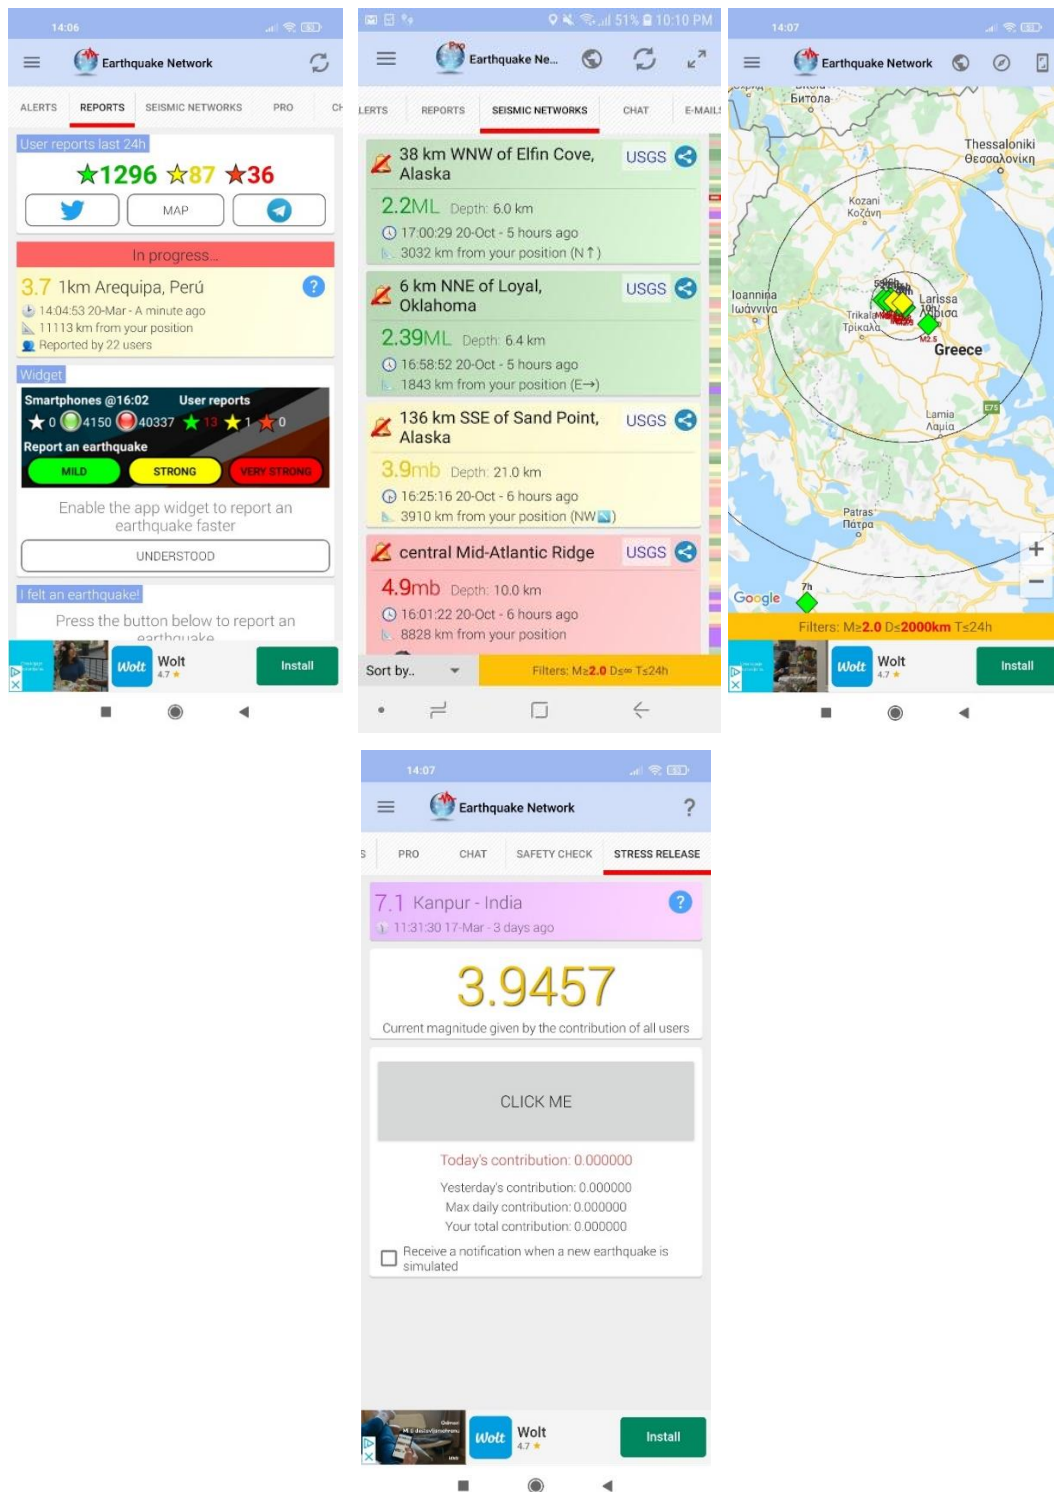 14:06
Earthquake Network
ALERTS REPORTS SEISMIC NETWORKS PRO CH
User reports last 24h
1296 87 36
MAP
In progress...
3.7 1km Arequipa, Perú
?
14:04:53 20-Mar - A minute ago
11113 km from your position
Reported by 22 users
Widget
Smartphones @16:02 User reports
0 4150 40337 13 1 0
Report an earthquake
MILD STRONG VERY STRONG
Enable the app widget to report an
earthquake faster
UNDERSTOOD
I felt an earthquake!
Press the button below to report an
earthquake
Wolt
Wolt
4.7
Install
51% 10:10 PM
Pro
Earthquake Ne...
LERTS REPORTS SEISMIC NETWORKS CHAT E-MAILS
38 km WNW of Elfin Cove,
Alaska
USGS
2.2ML Depth: 6.0 km
17:00:29 20-Oct - 5 hours ago
3032 km from your position (N↑)
6 km NNE of Loyal,
Oklahoma
USGS
2.39ML Depth: 6.4 km
16:58:52 20-Oct - 5 hours ago
1843 km from your position (E→)
136 km SSE of Sand Point,
Alaska
USGS
3.9mb Depth: 21.0 km
16:25:16 20-Oct - 6 hours ago
3910 km from your position (NW↖)
central Mid-Atlantic Ridge
USGS
4.9mb Depth: 10.0 km
16:01:22 20-Oct - 6 hours ago
8828 km from your position
Sort by..
Filters: M≥2.0 D≤∞ T≤24h
14:07
Earthquake Network
Битола
Thessaloniki
Θεσσαλονίκη
Kozani
Κοζάνη
Ioannina
Ιωάννινα
Larissa
Λάρισα
Trikala
Τρίκαλα
M2.5
Greece
Lamia
Λαμία
E75
Patras
Πάτρα
7h
+
−
Google
Filters: M≥2.0 D≤2000km T≤24h
Wolt
Wolt
4.7
Install
14:07
Earthquake Network
?
S PRO CHAT SAFETY CHECK STRESS RELEASE
7.1 Kanpur - India
?
11:31:30 17-Mar - 3 days ago
3.9457
Current magnitude given by the contribution of all users
CLICK ME
Today's contribution: 0.000000
Yesterday's contribution: 0.000000
Max daily contribution: 0.000000
Your total contribution: 0.000000
Receive a notification when a new earthquake is
simulated
Wolt
Wolt
4.7
Install